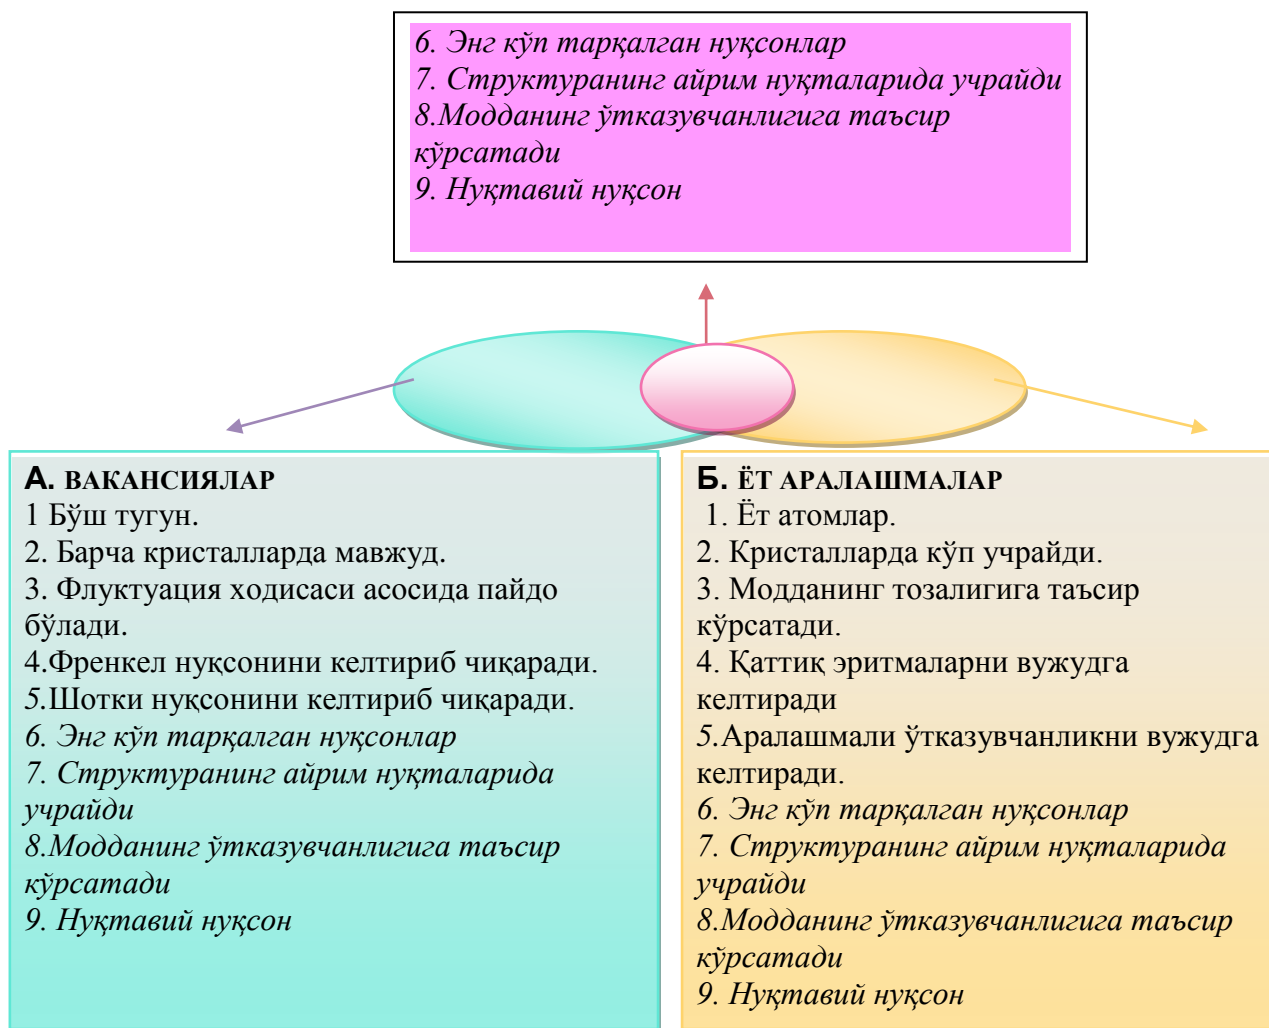 6. Энг кўп тарқалган нуқсонлар
7. Структуранинг айрим нуқталарида учрайди
8.Модданинг ўтказувчанлигига таъсир
кўрсатади
9. Нуқтавий нуқсон
А. ВАКАНСИЯЛАР
1 Бўш тугун.
2. Барча кристалларда мавжуд.
3. Флуктуация ходисаси асосида пайдо
бўлади.
4.Френкел нуқсонини келтириб чиқаради.
5.Шотки нуқсонини келтириб чиқаради.
6. Энг кўп тарқалган нуқсонлар
7. Структуранинг айрим нуқталарида
учрайди
8.Модданинг ўтказувчанлигига таъсир
кўрсатади
9. Нуқтавий нуқсон
Б. ЁТ АРАЛАШМАЛАР
1. Ёт атомлар.
2. Кристалларда кўп учрайди.
3. Модданинг тозалигига таъсир
кўрсатади.
4. Қаттиқ эритмаларни вужудга
келтиради
5.Аралашмали ўтказувчанликни вужудга
келтиради.
6. Энг кўп тарқалган нуқсонлар
7. Структуранинг айрим нуқталарида
учрайди
8.Модданинг ўтказувчанлигига таъсир
кўрсатади
9. Нуқтавий нуқсон